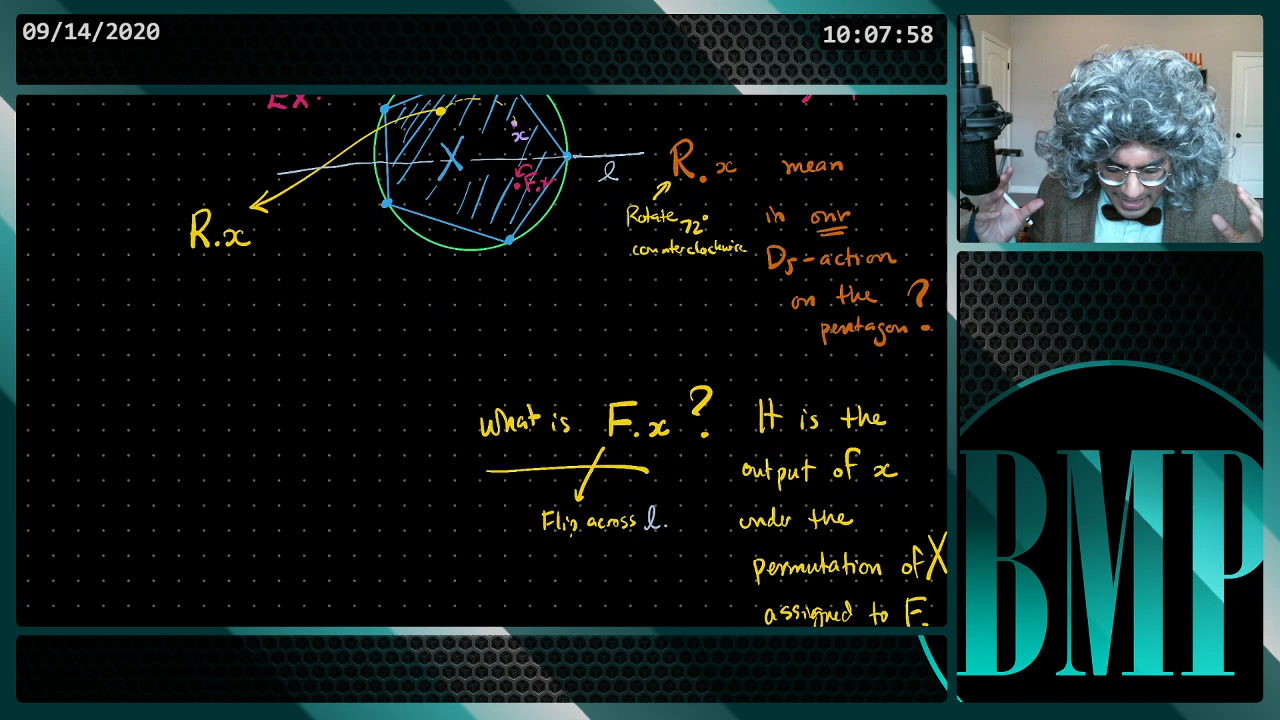 09/14/2020
10:07:58
Ex.
x
X
F.x
l
R.x
R.x mean
Rotate 72°
counterclockwise
in our
D5-action
on the ?
pentagon
What is F.x ?
Flip across l.
It is the
output of x
under the
permutation of X
assigned to F.
BMP